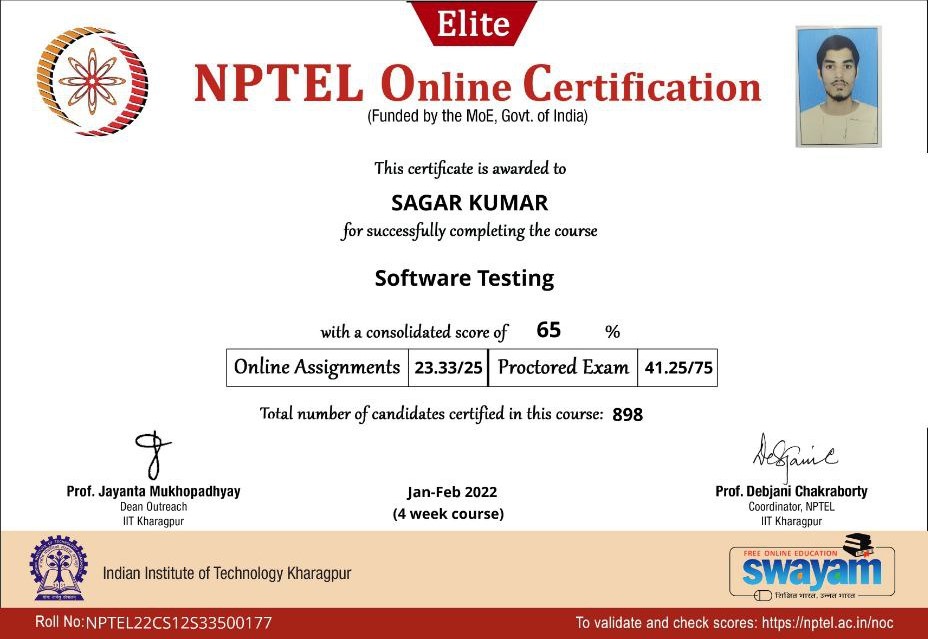 Elite
NPTEL Online Certification
(Funded by the MoE, Govt. of India)
This certificate is awarded to
SAGAR KUMAR
for successfully completing the course
Software Testing
with a consolidated score of 65 %
Online Assignments 23.33/25 Proctored Exam 41.25/75
Total number of candidates certified in this course: 898
Prof. Jayanta Mukhopadhyay
Dean Outreach
IIT Kharagpur
Jan-Feb 2022
(4 week course)
Prof. Debjani Chakraborty
Coordinator, NPTEL
IIT Kharagpur
Indian Institute of Technology Kharagpur
FREE ONLINE EDUCATION
swayam
शिक्षित भारत, उन्नत भारत
Roll No: NPTEL22CS12S33500177
To validate and check scores: https://nptel.ac.in/noc